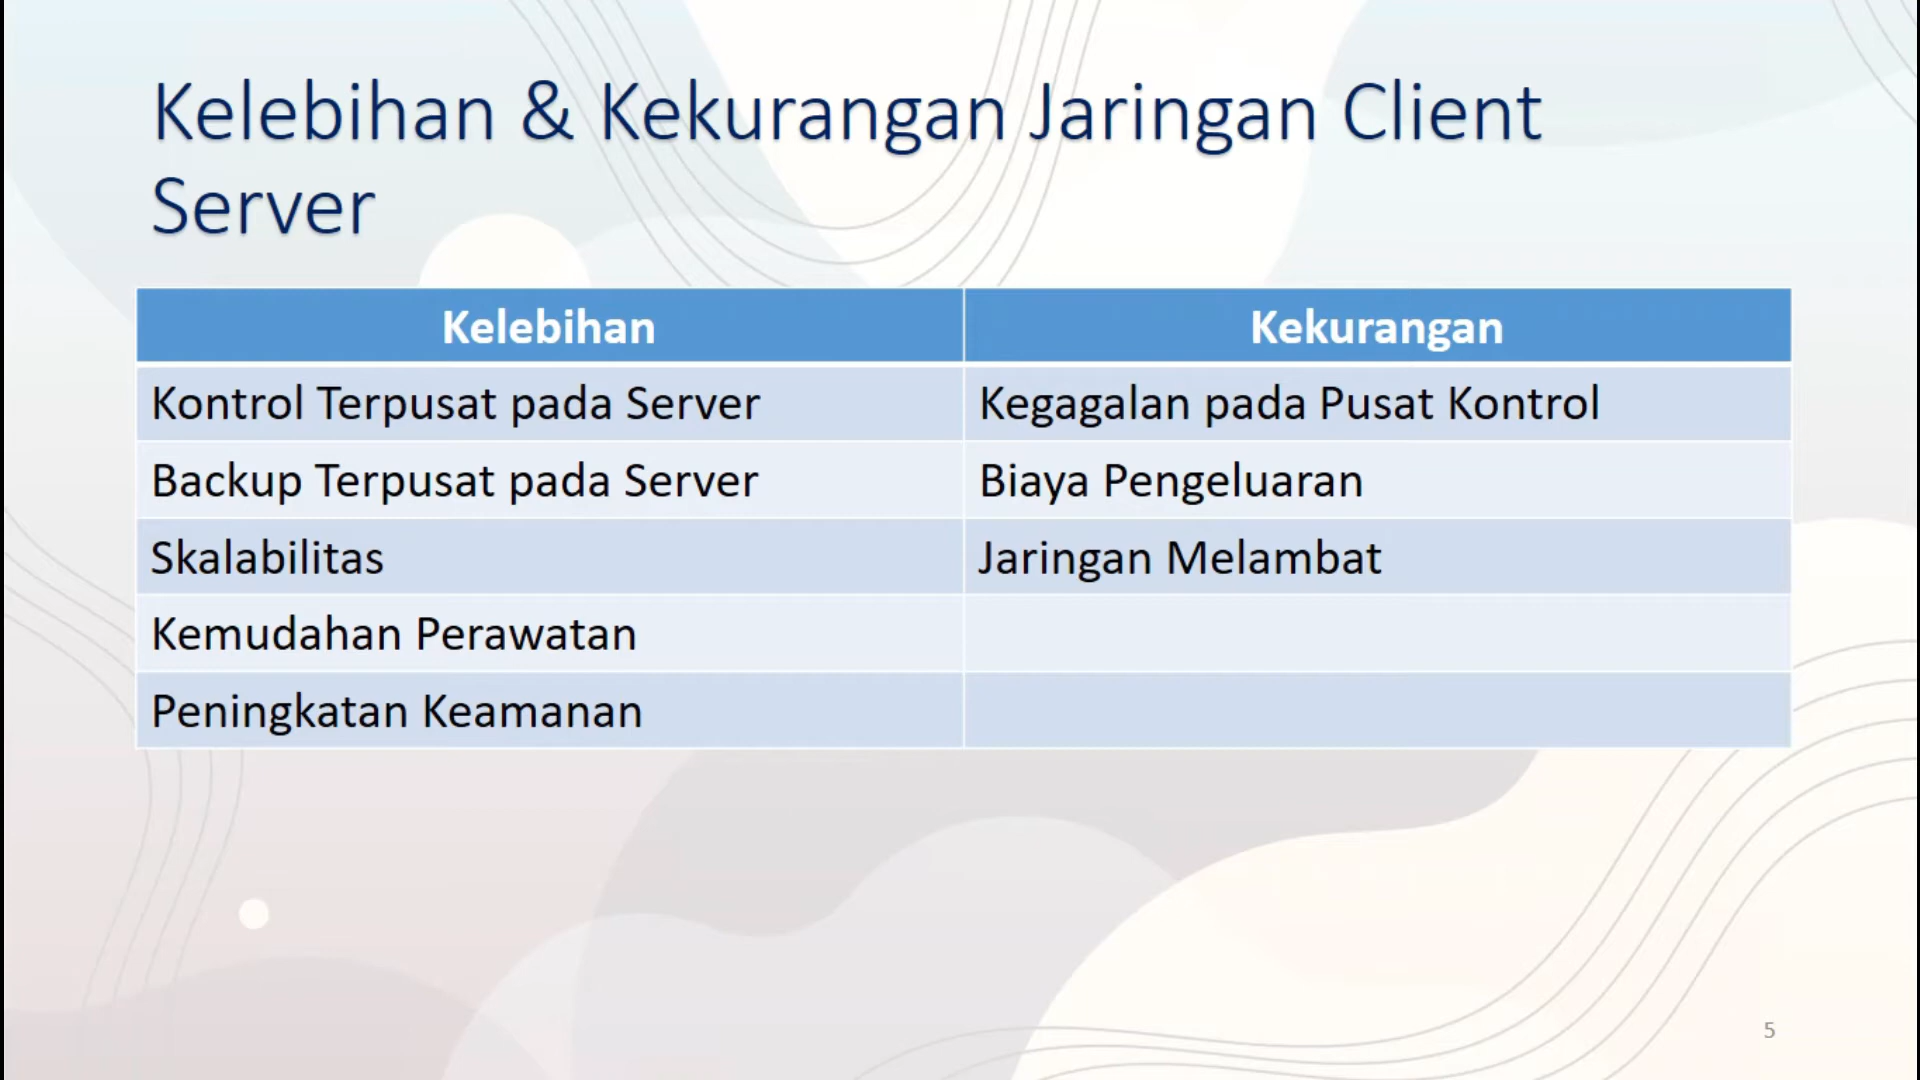 Kelebihan & Kekurangan Jaringan Client
Server
Kelebihan
Kekurangan
Kontrol Terpusat pada Server
Kegagalan pada Pusat Kontrol
Backup Terpusat pada Server
Biaya Pengeluaran
Skalabilitas
Jaringan Melambat
Kemudahan Perawatan
Peningkatan Keamanan
5